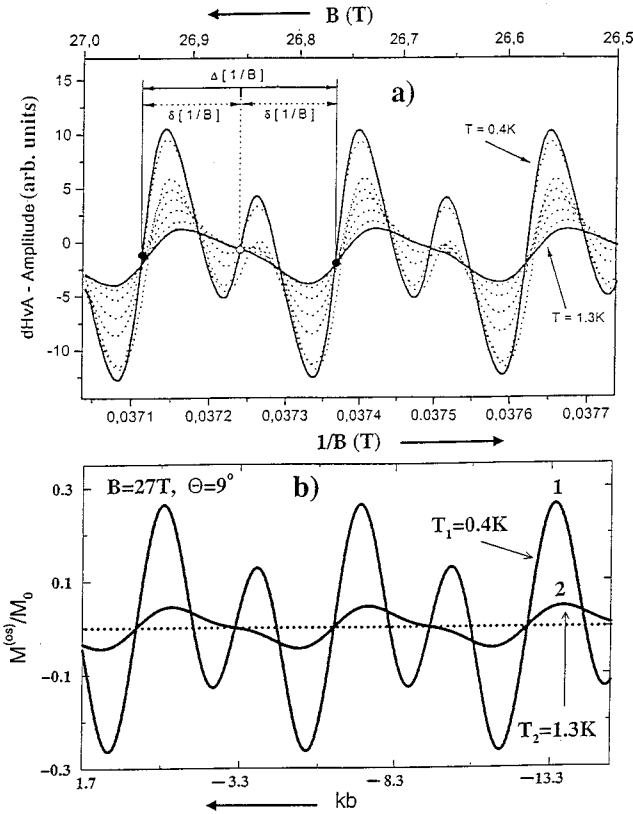 B (T)
27,0 26,9 26,8 26,7 26,6 26,5
Δ [ 1/B ]
a)
δ [ 1/B ] δ [ 1/B ]
T = 0.4K
T = 1.3K
15
10
5
0
-5
-10
dHvA - Amplitude (arb. units)
0,0371 0,0372 0,0373 0,0374 0,0375 0,0376 0,0377
1/B (T)
B=27T, Θ=9°
b)
1
T₁=0.4K
2
T₂=1.3K
0.3
0.1
−0.1
−0.3
M⁽ᵒˢ⁾/M₀
1.7 −3.3 −8.3 −13.3
kb